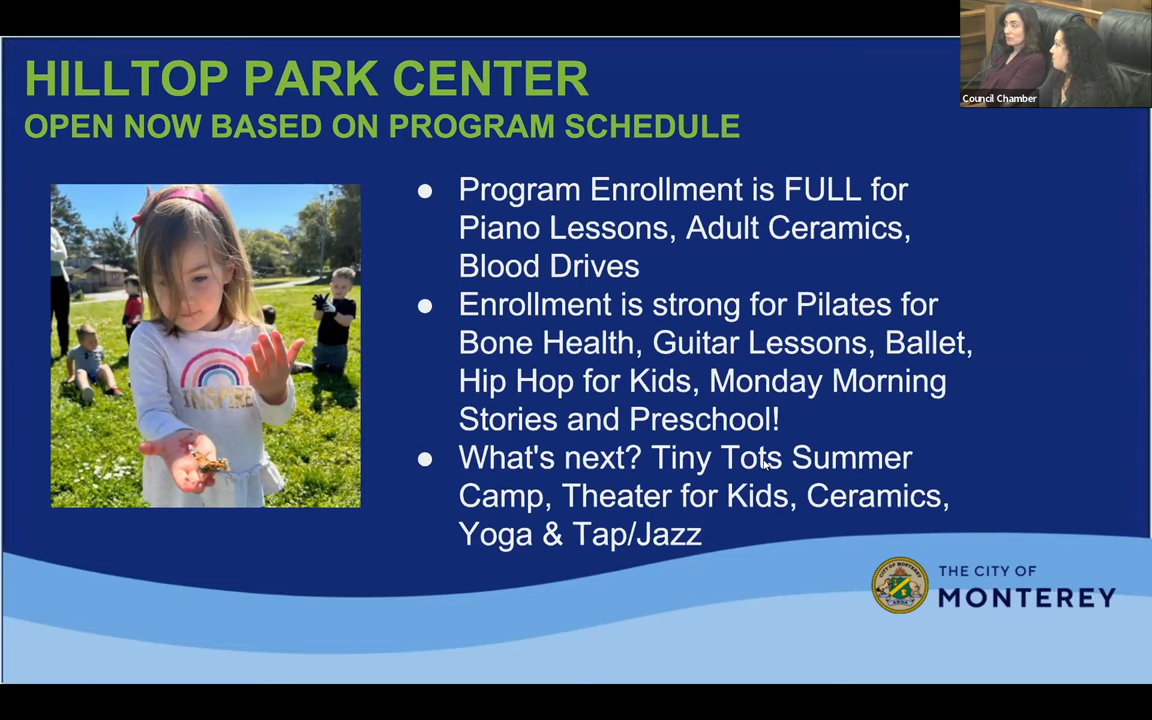 HILLTOP PARK CENTER
OPEN NOW BASED ON PROGRAM SCHEDULE
Council Chamber
INSPIRE
● Program Enrollment is FULL for
Piano Lessons, Adult Ceramics,
Blood Drives
● Enrollment is strong for Pilates for
Bone Health, Guitar Lessons, Ballet,
Hip Hop for Kids, Monday Morning
Stories and Preschool!
● What's next? Tiny Tots Summer
Camp, Theater for Kids, Ceramics,
Yoga & Tap/Jazz
THE CITY OF
MONTEREY